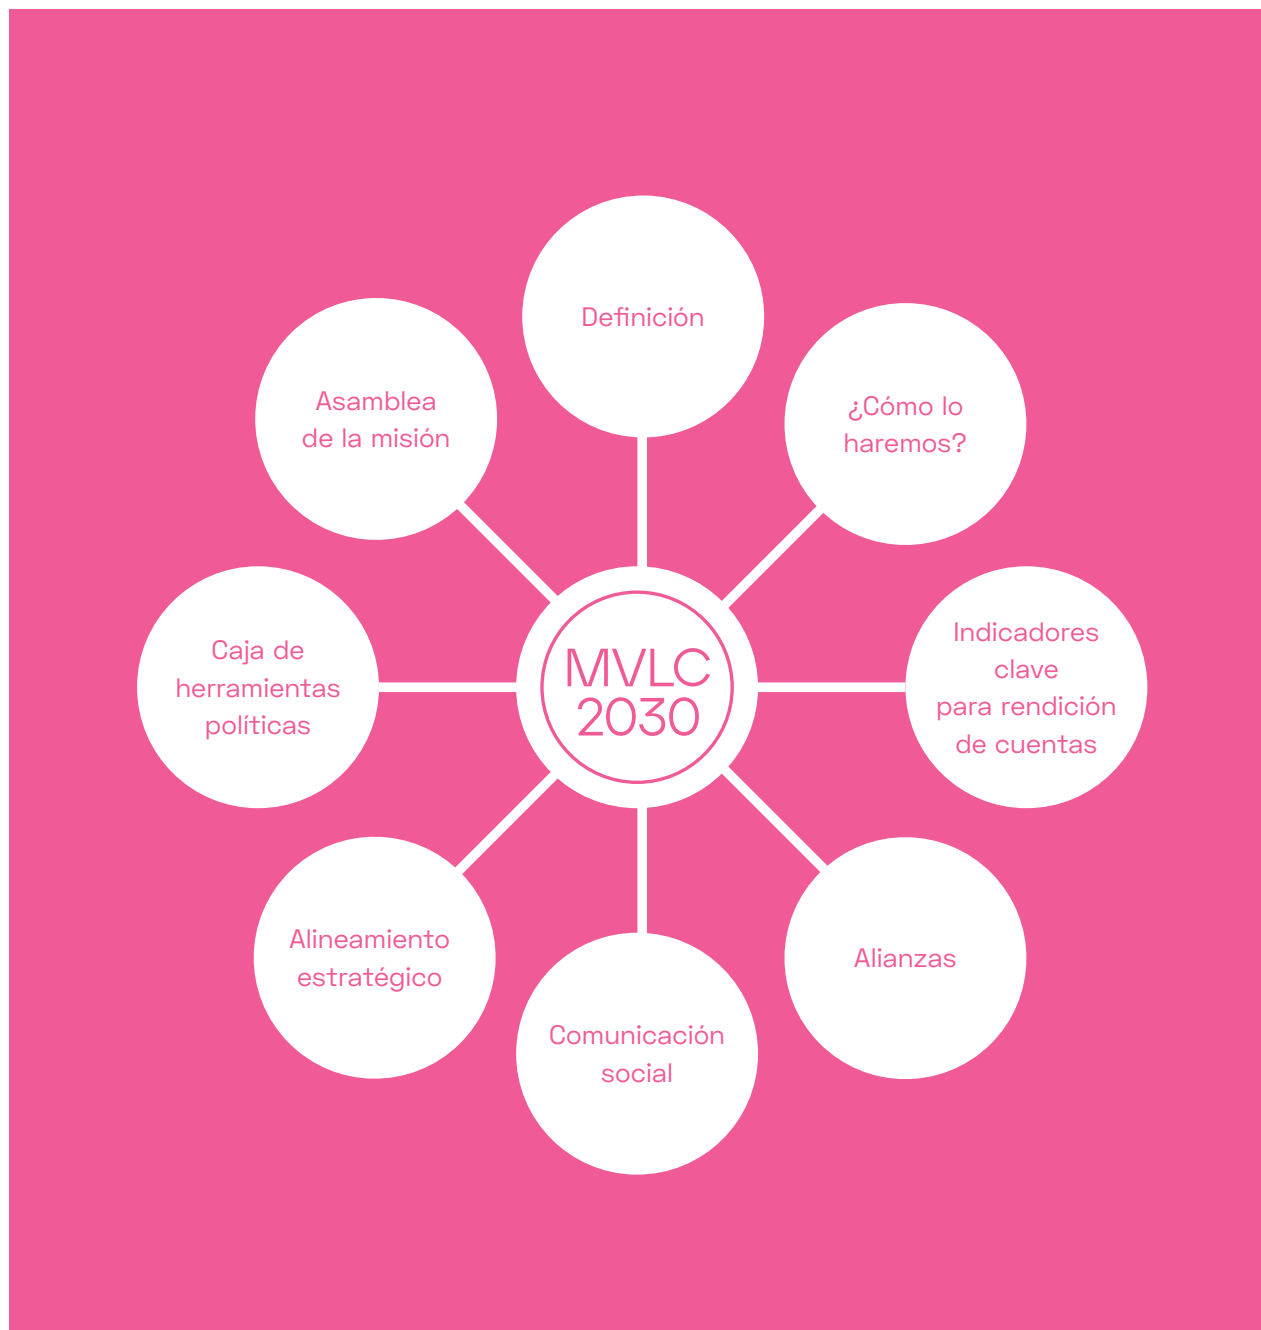 Definición
¿Cómo lo
haremos?
Indicadores
clave
para rendición
de cuentas
Alianzas
Comunicación
social
Alineamiento
estratégico
Caja de
herramientas
políticas
Asamblea
de la misión
MVLC
2030